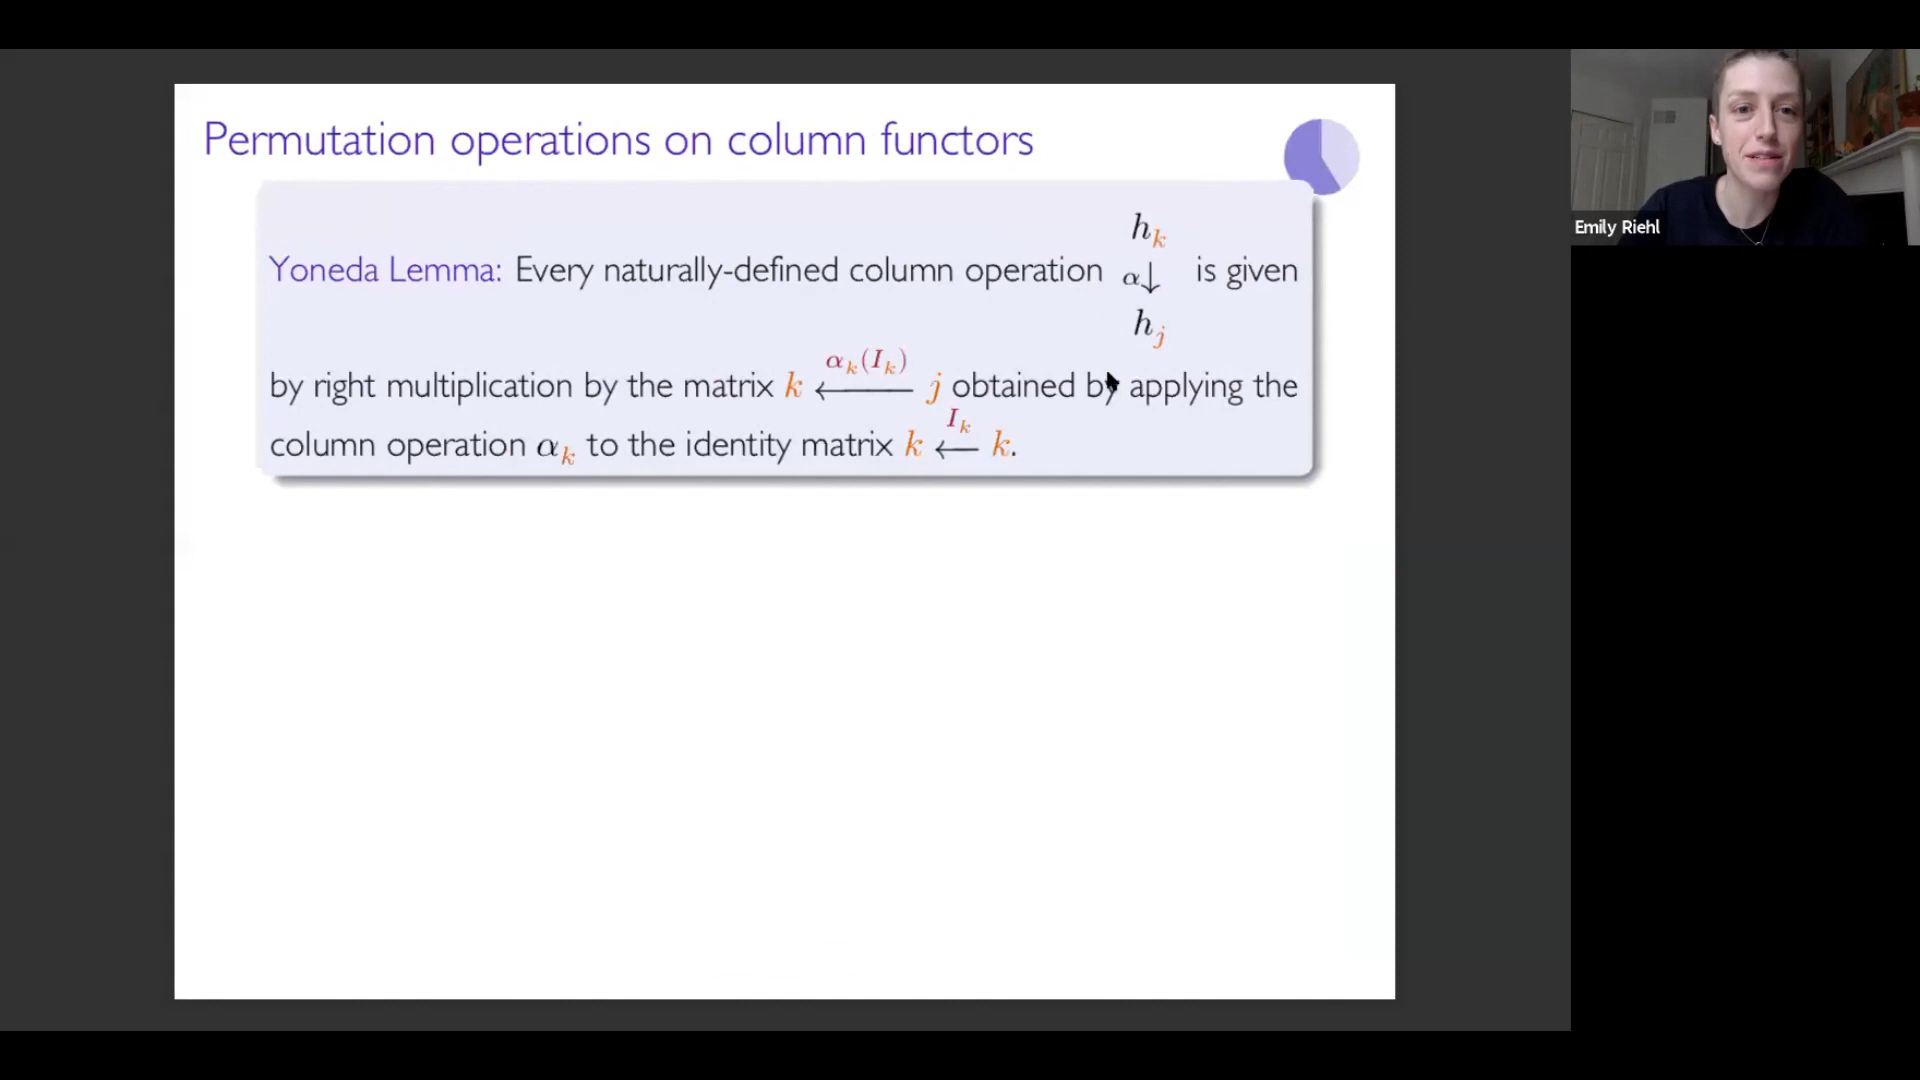 Permutation operations on column functors
h_k
Yoneda Lemma: Every naturally-defined column operation α↓ is given
h_j
by right multiplication by the matrix k ←^{α_k(I_k)} j obtained by applying the
column operation α_k to the identity matrix k ←^{I_k} k.
Emily Riehl